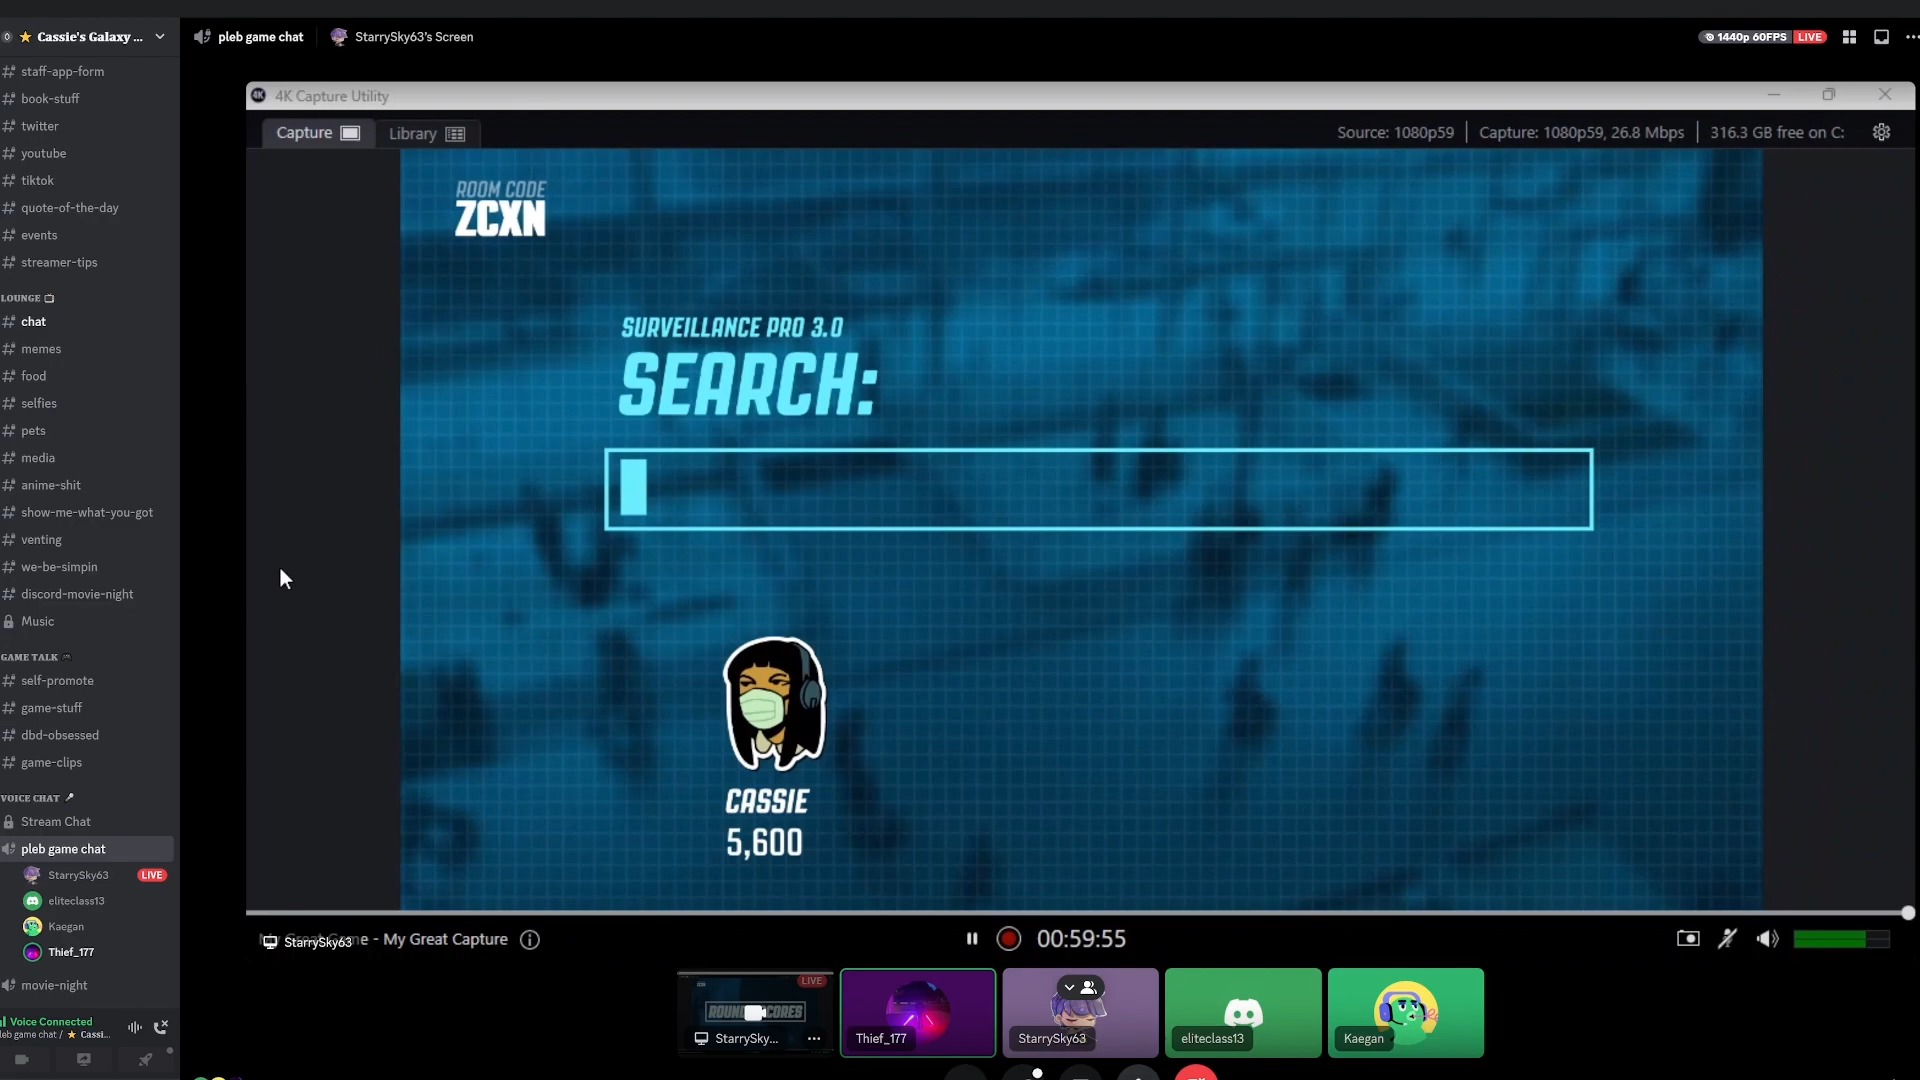 Cassie's Galaxy ...
pleb game chat
StarrySky63's Screen
1440p 60FPS
LIVE
staff-app-form
book-stuff
twitter
youtube
tiktok
quote-of-the-day
events
streamer-tips
LOUNGE
chat
memes
food
selfies
pets
media
anime-shit
show-me-what-you-got
venting
we-be-simpin
discord-movie-night
Music
GAME TALK
self-promote
game-stuff
dbd-obsessed
game-clips
VOICE CHAT
Stream Chat
pleb game chat
StarrySky63
LIVE
eliteclass13
Kaegan
Thief_177
movie-night
Voice Connected
leb game chat / Cassi...
4K
4K Capture Utility
Capture
Library
Source: 1080p59
Capture: 1080p59, 26.8 Mbps
316.3 GB free on C:
ROOM CODE
ZCXN
SURVEILLANCE PRO 3.0
SEARCH:
CASSIE
5,600
StarrySky63
- My Great Capture
00:59:55
LIVE
StarrySky...
Thief_177
StarrySky63
eliteclass13
Kaegan